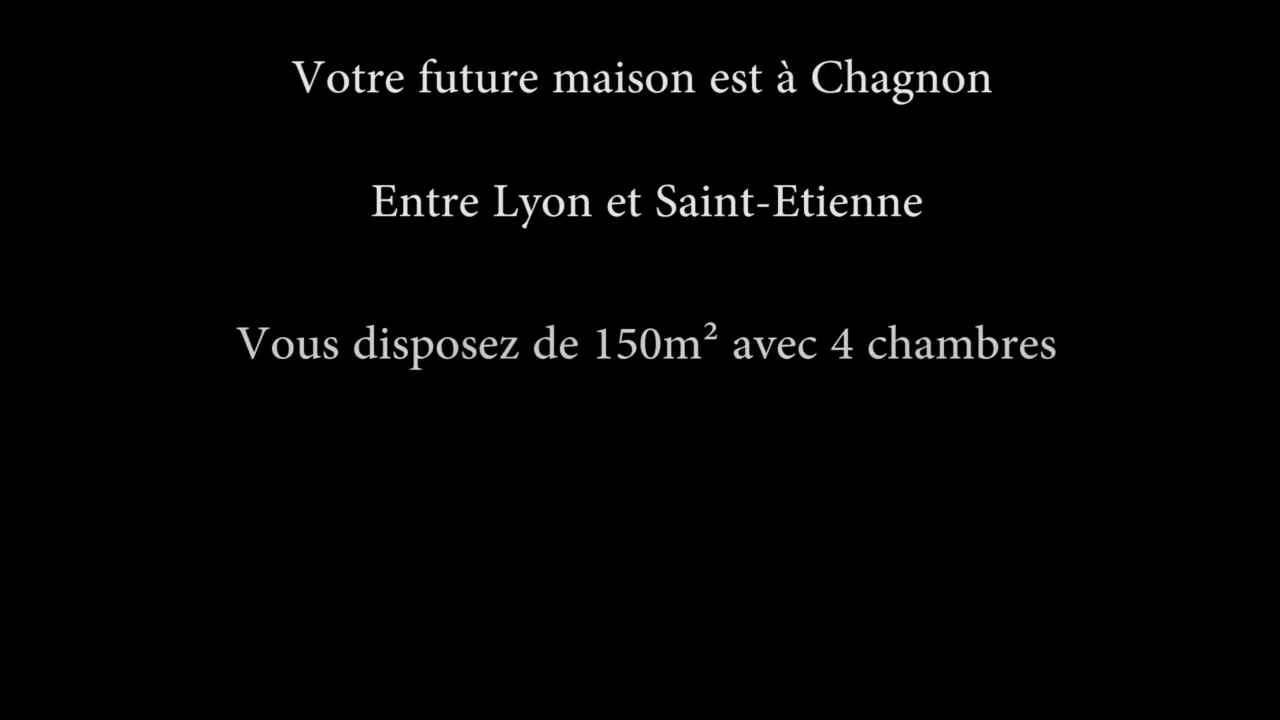 Votre future maison est à Chagnon
Entre Lyon et Saint-Etienne
Vous disposez de 150m² avec 4 chambres